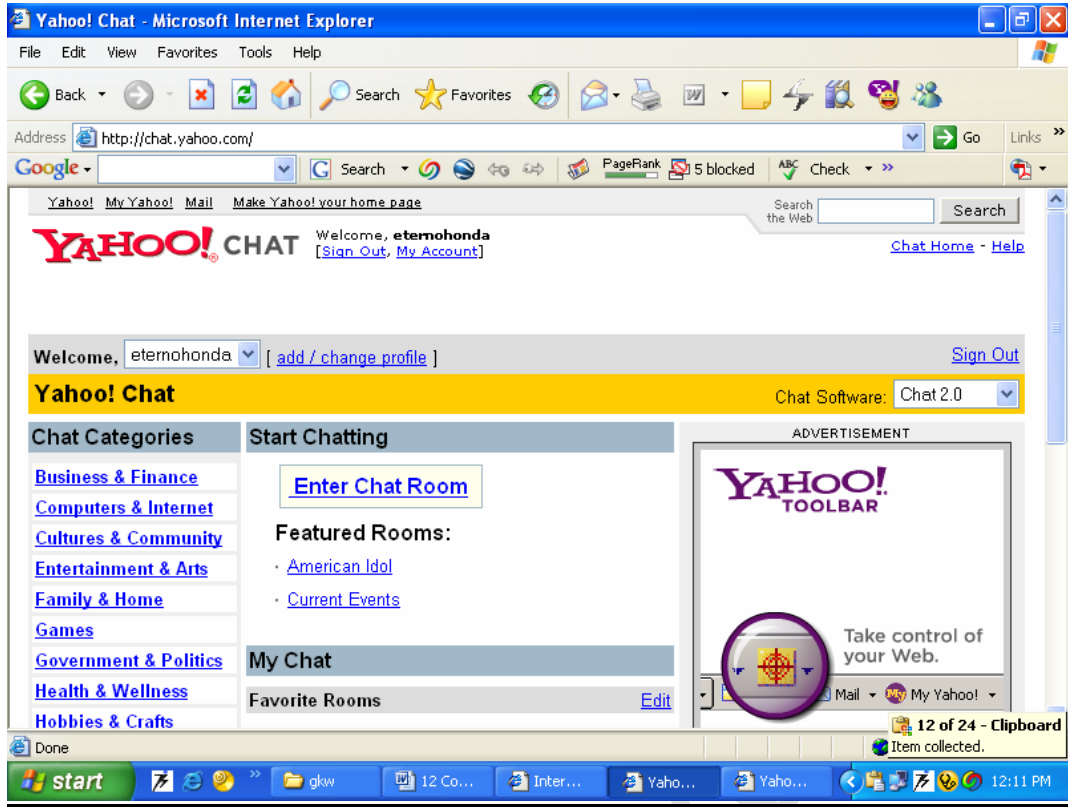 Yahoo! Chat - Microsoft Internet Explorer
File Edit View Favorites Tools Help
Back Search Favorites
Address http://chat.yahoo.com/ Go Links »
Google Search PageRank 5 blocked ABC Check »
Yahoo! My Yahoo! Mail Make Yahoo! your home page Search the Web Search
YAHOO!® CHAT Welcome, eternohonda
[Sign Out, My Account] Chat Home - Help
Welcome, eternohonda [ add / change profile ] Sign Out
Yahoo! Chat Chat Software: Chat 2.0
Chat Categories
Business & Finance
Computers & Internet
Cultures & Community
Entertainment & Arts
Family & Home
Games
Government & Politics
Health & Wellness
Hobbies & Crafts
Start Chatting
Enter Chat Room
Featured Rooms:
· American Idol
· Current Events
My Chat
Favorite Rooms Edit
ADVERTISEMENT
YAHOO!
TOOLBAR
Take control of
your Web.
Mail My Yahoo!
12 of 24 - Clipboard
Item collected.
Done
start » gkw 12 Co... Inter... Yaho... Yaho... 12:11 PM